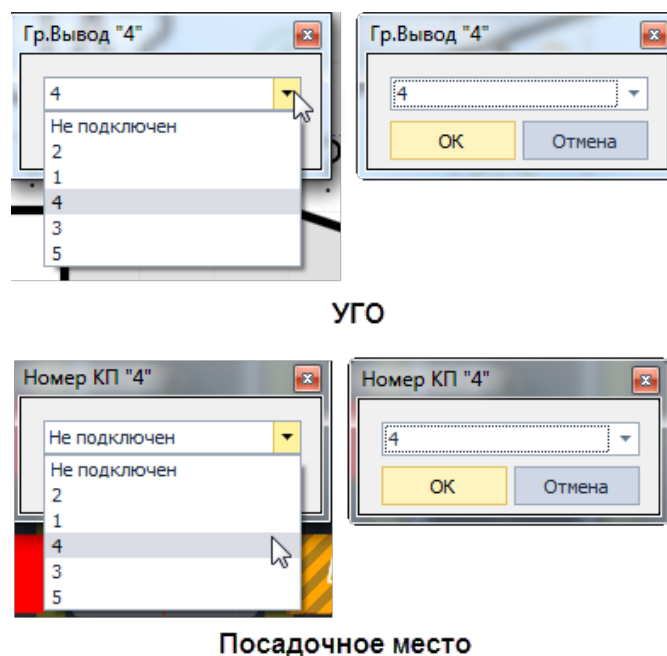 Гр.Вывод "4"
4
Не подключен
2
1
4
3
5
Гр.Вывод "4"
4
ОК
Отмена
УГО
Номер КП "4"
Не подключен
Не подключен
2
1
4
3
5
Номер КП "4"
4
ОК
Отмена
Посадочное место